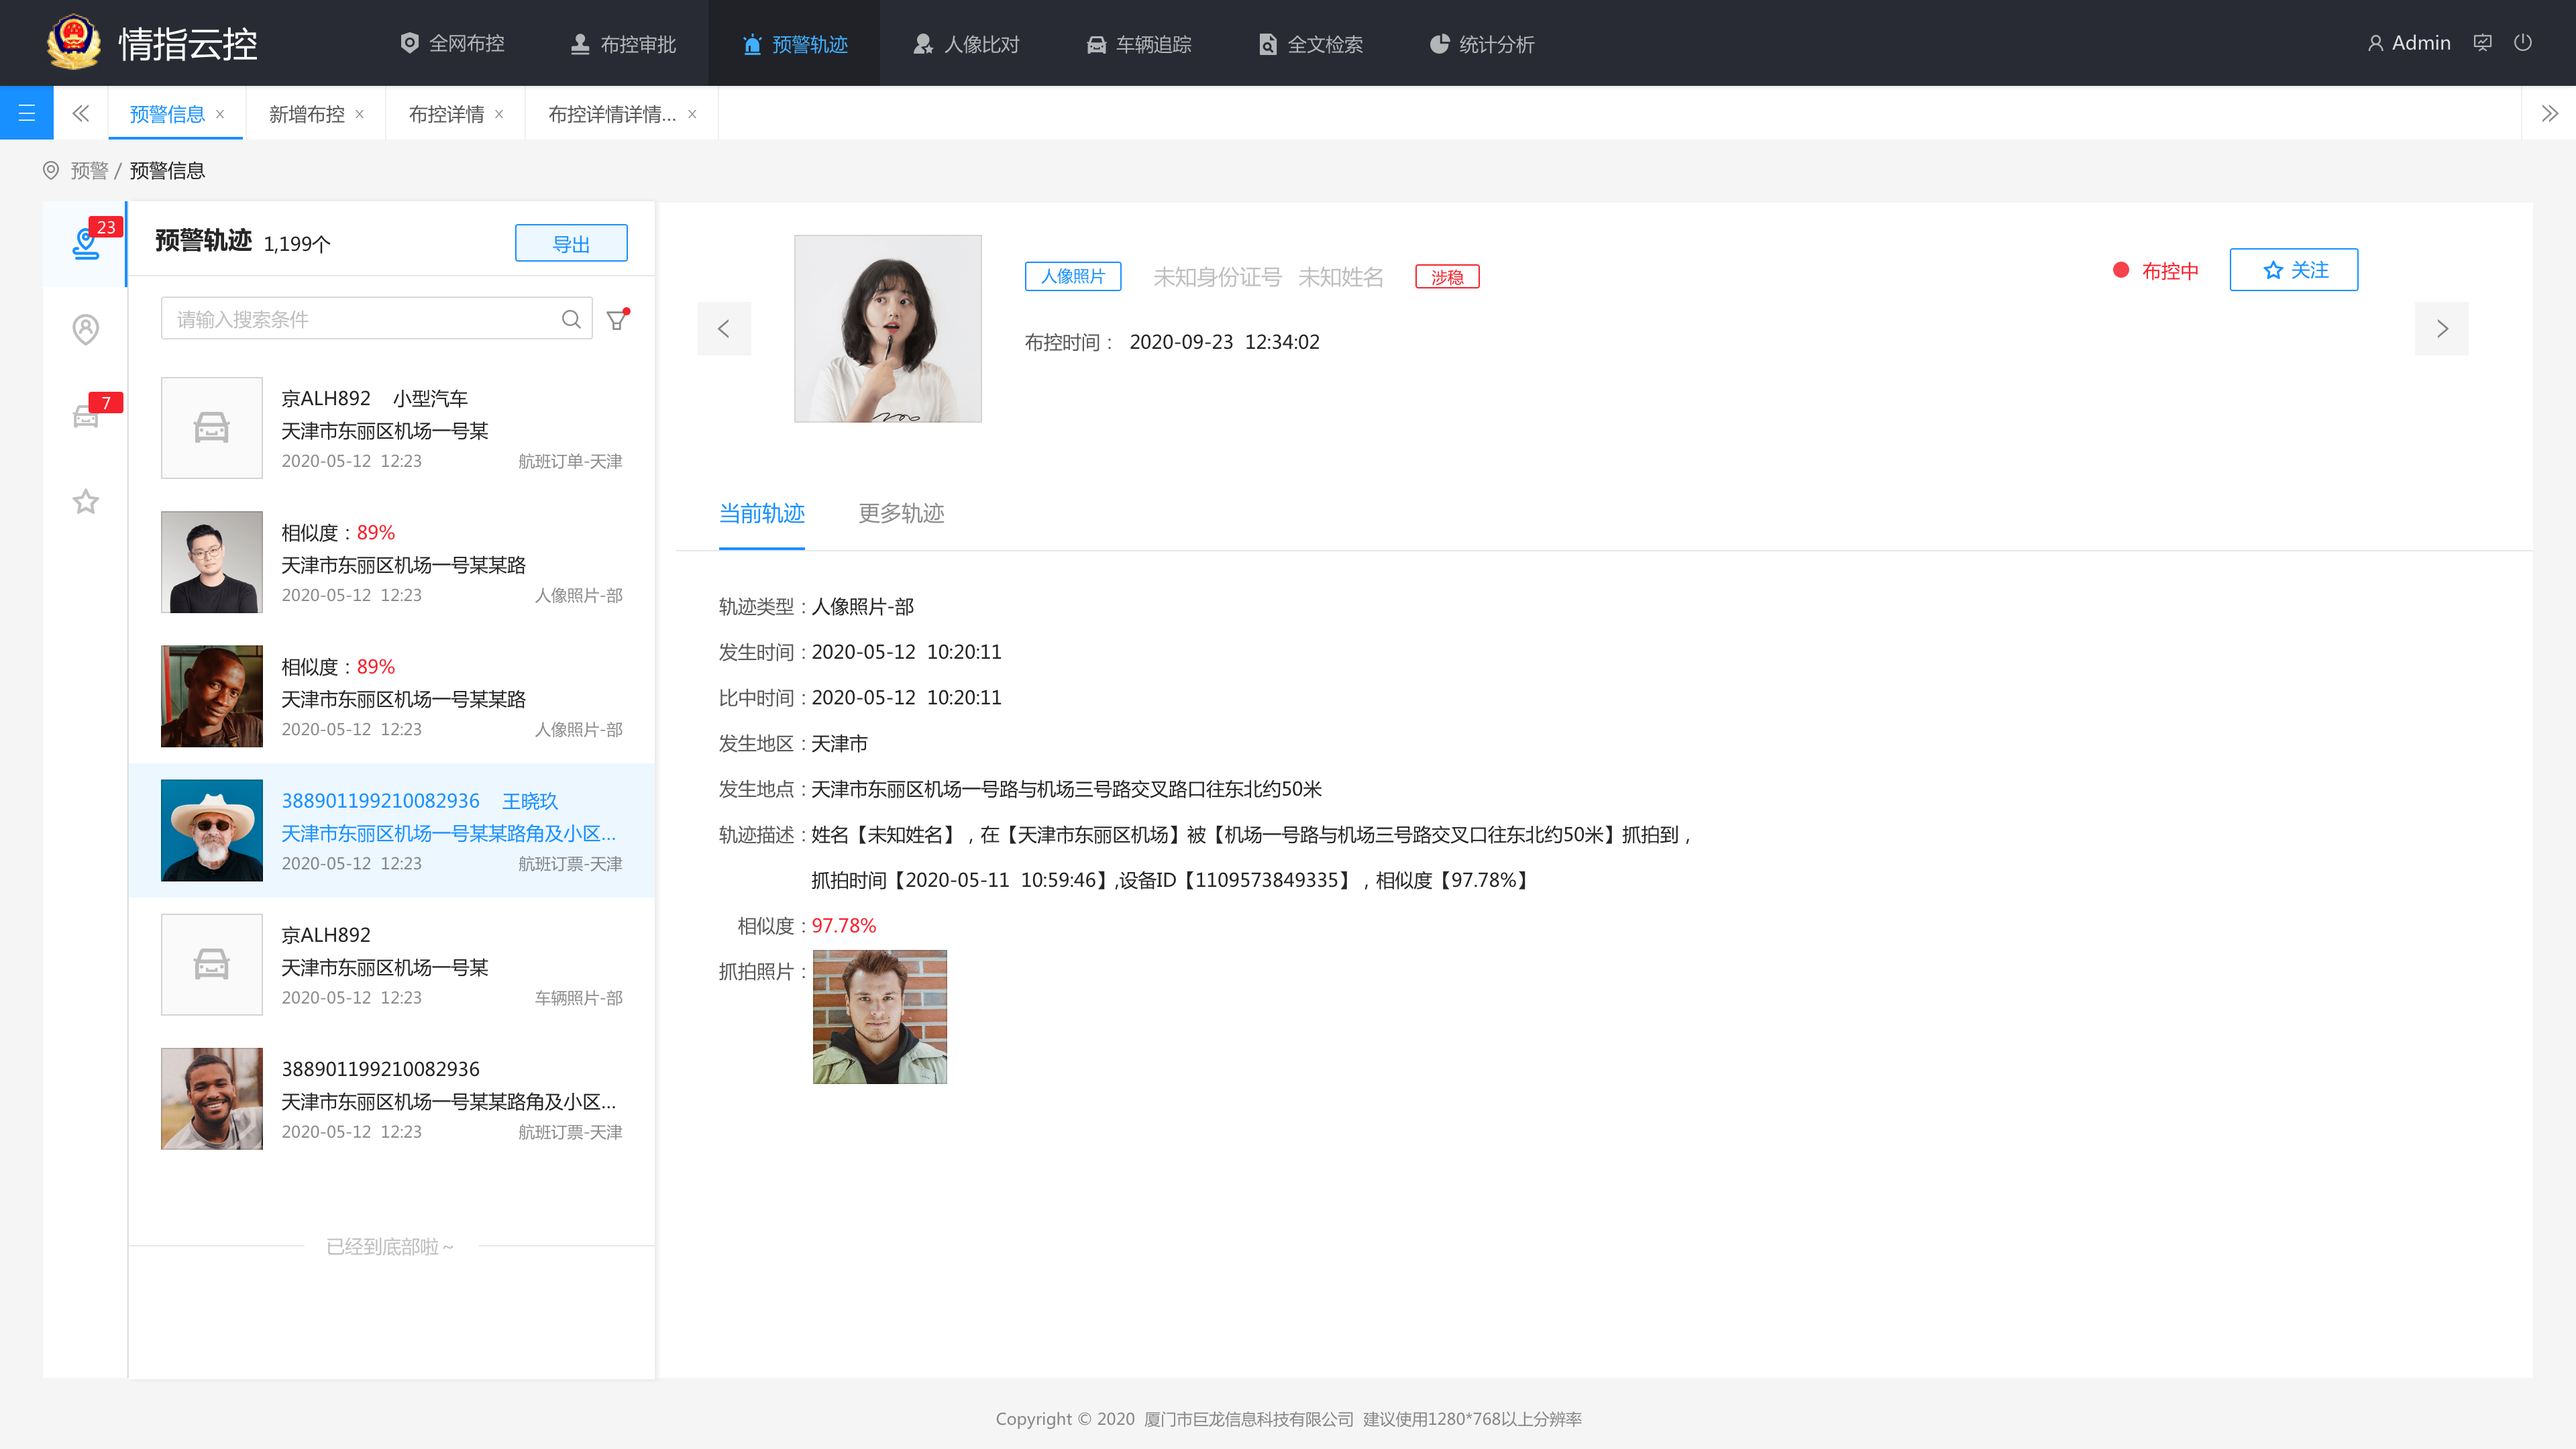 情指云控
全网布控
布控审批
预警轨迹
人像比对
车辆追踪
全文检索
统计分析
Admin
预警信息 ×
新增布控 ×
布控详情 ×
布控详情详情... ×
预警 / 预警信息
23
7
预警轨迹 1,199个
导出
请输入搜索条件
京ALH892 小型汽车
天津市东丽区机场一号某
2020-05-12 12:23 航班订单-天津
相似度：89%
天津市东丽区机场一号某某路
2020-05-12 12:23 人像照片-部
相似度：89%
天津市东丽区机场一号某某路
2020-05-12 12:23 人像照片-部
388901199210082936 王晓玖
天津市东丽区机场一号某某路角及小区...
2020-05-12 12:23 航班订票-天津
京ALH892
天津市东丽区机场一号某
2020-05-12 12:23 车辆照片-部
388901199210082936
天津市东丽区机场一号某某路角及小区...
2020-05-12 12:23 航班订票-天津
已经到底部啦～
人像照片 未知身份证号 未知姓名 涉稳
布控中
关注
布控时间： 2020-09-23 12:34:02
当前轨迹 更多轨迹
轨迹类型：人像照片-部
发生时间：2020-05-12 10:20:11
比中时间：2020-05-12 10:20:11
发生地区：天津市
发生地点：天津市东丽区机场一号路与机场三号路交叉路口往东北约50米
轨迹描述：姓名【未知姓名】，在【天津市东丽区机场】被【机场一号路与机场三号路交叉口往东北约50米】抓拍到，
抓拍时间【2020-05-11 10:59:46】,设备ID【1109573849335】，相似度【97.78%】
相似度：97.78%
抓拍照片：
Copyright © 2020 厦门市巨龙信息科技有限公司 建议使用1280*768以上分辨率